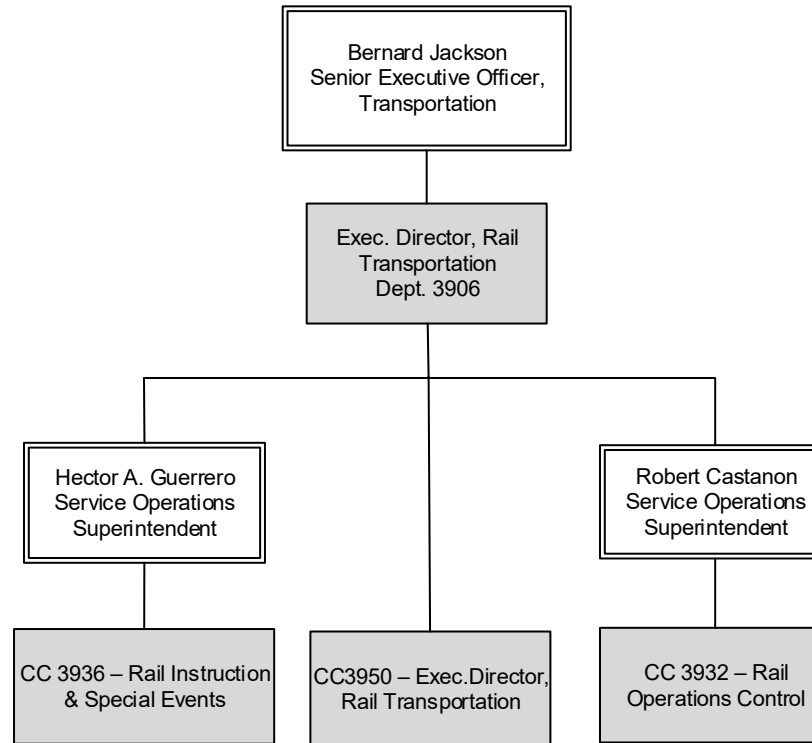 Bernard Jackson
Senior Executive Officer,
Transportation
Exec. Director, Rail
Transportation
Dept. 3906
Hector A. Guerrero
Service Operations
Superintendent
Robert Castanon
Service Operations
Superintendent
CC 3936 – Rail Instruction
& Special Events
CC3950 – Exec.Director,
Rail Transportation
CC 3932 – Rail
Operations Control